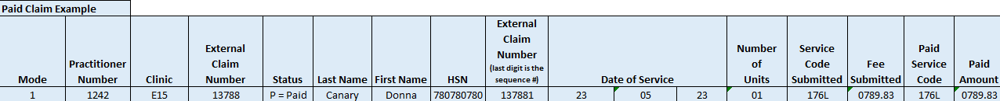 Paid Claim Example
Mode Practitioner Number Clinic External Claim Number Status Last Name First Name HSN External Claim Number (last digit is the sequence #) Date of Service Number of Units Service Code Submitted Fee Submitted Paid Service Code Paid Amount
1 1242 E15 13788 P = Paid Canary Donna 780780780 137881 23 05 23 01 176L 0789.83 176L 0789.83